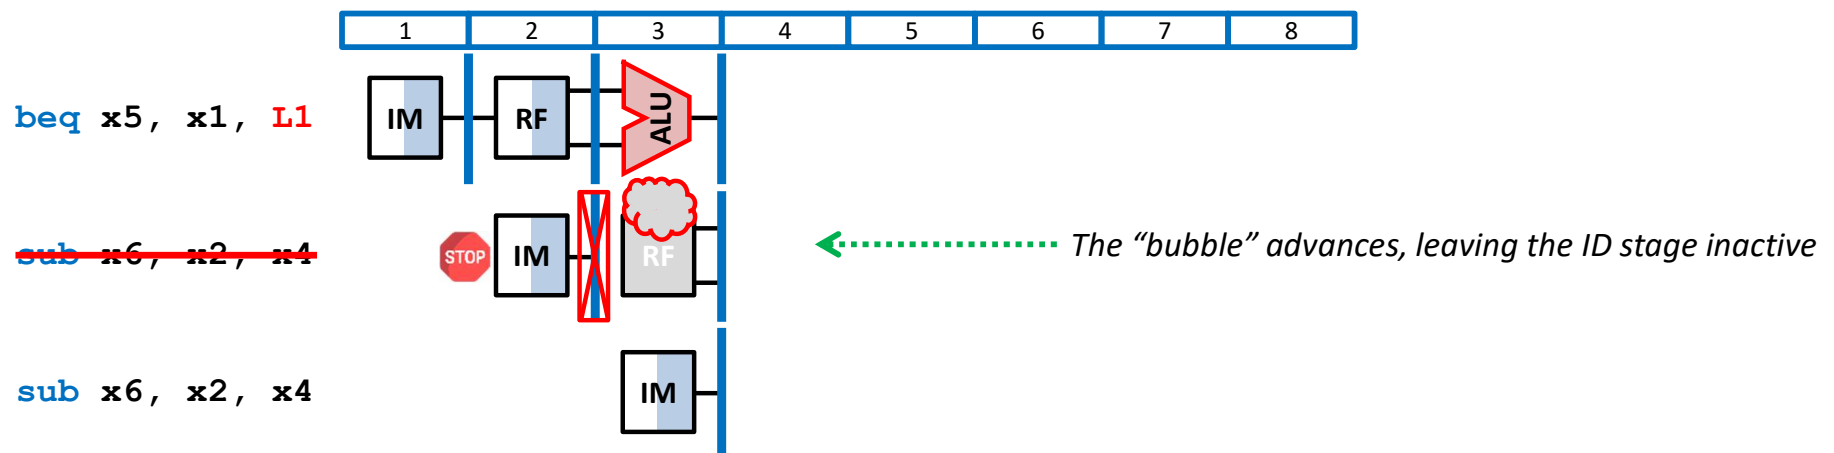 1 2 3 4 5 6 7 8
beq x5, x1, L1 IM RF ALU
sub x6, x2, x4 STOP IM RF The “bubble” advances, leaving the ID stage inactive
sub x6, x2, x4 IM